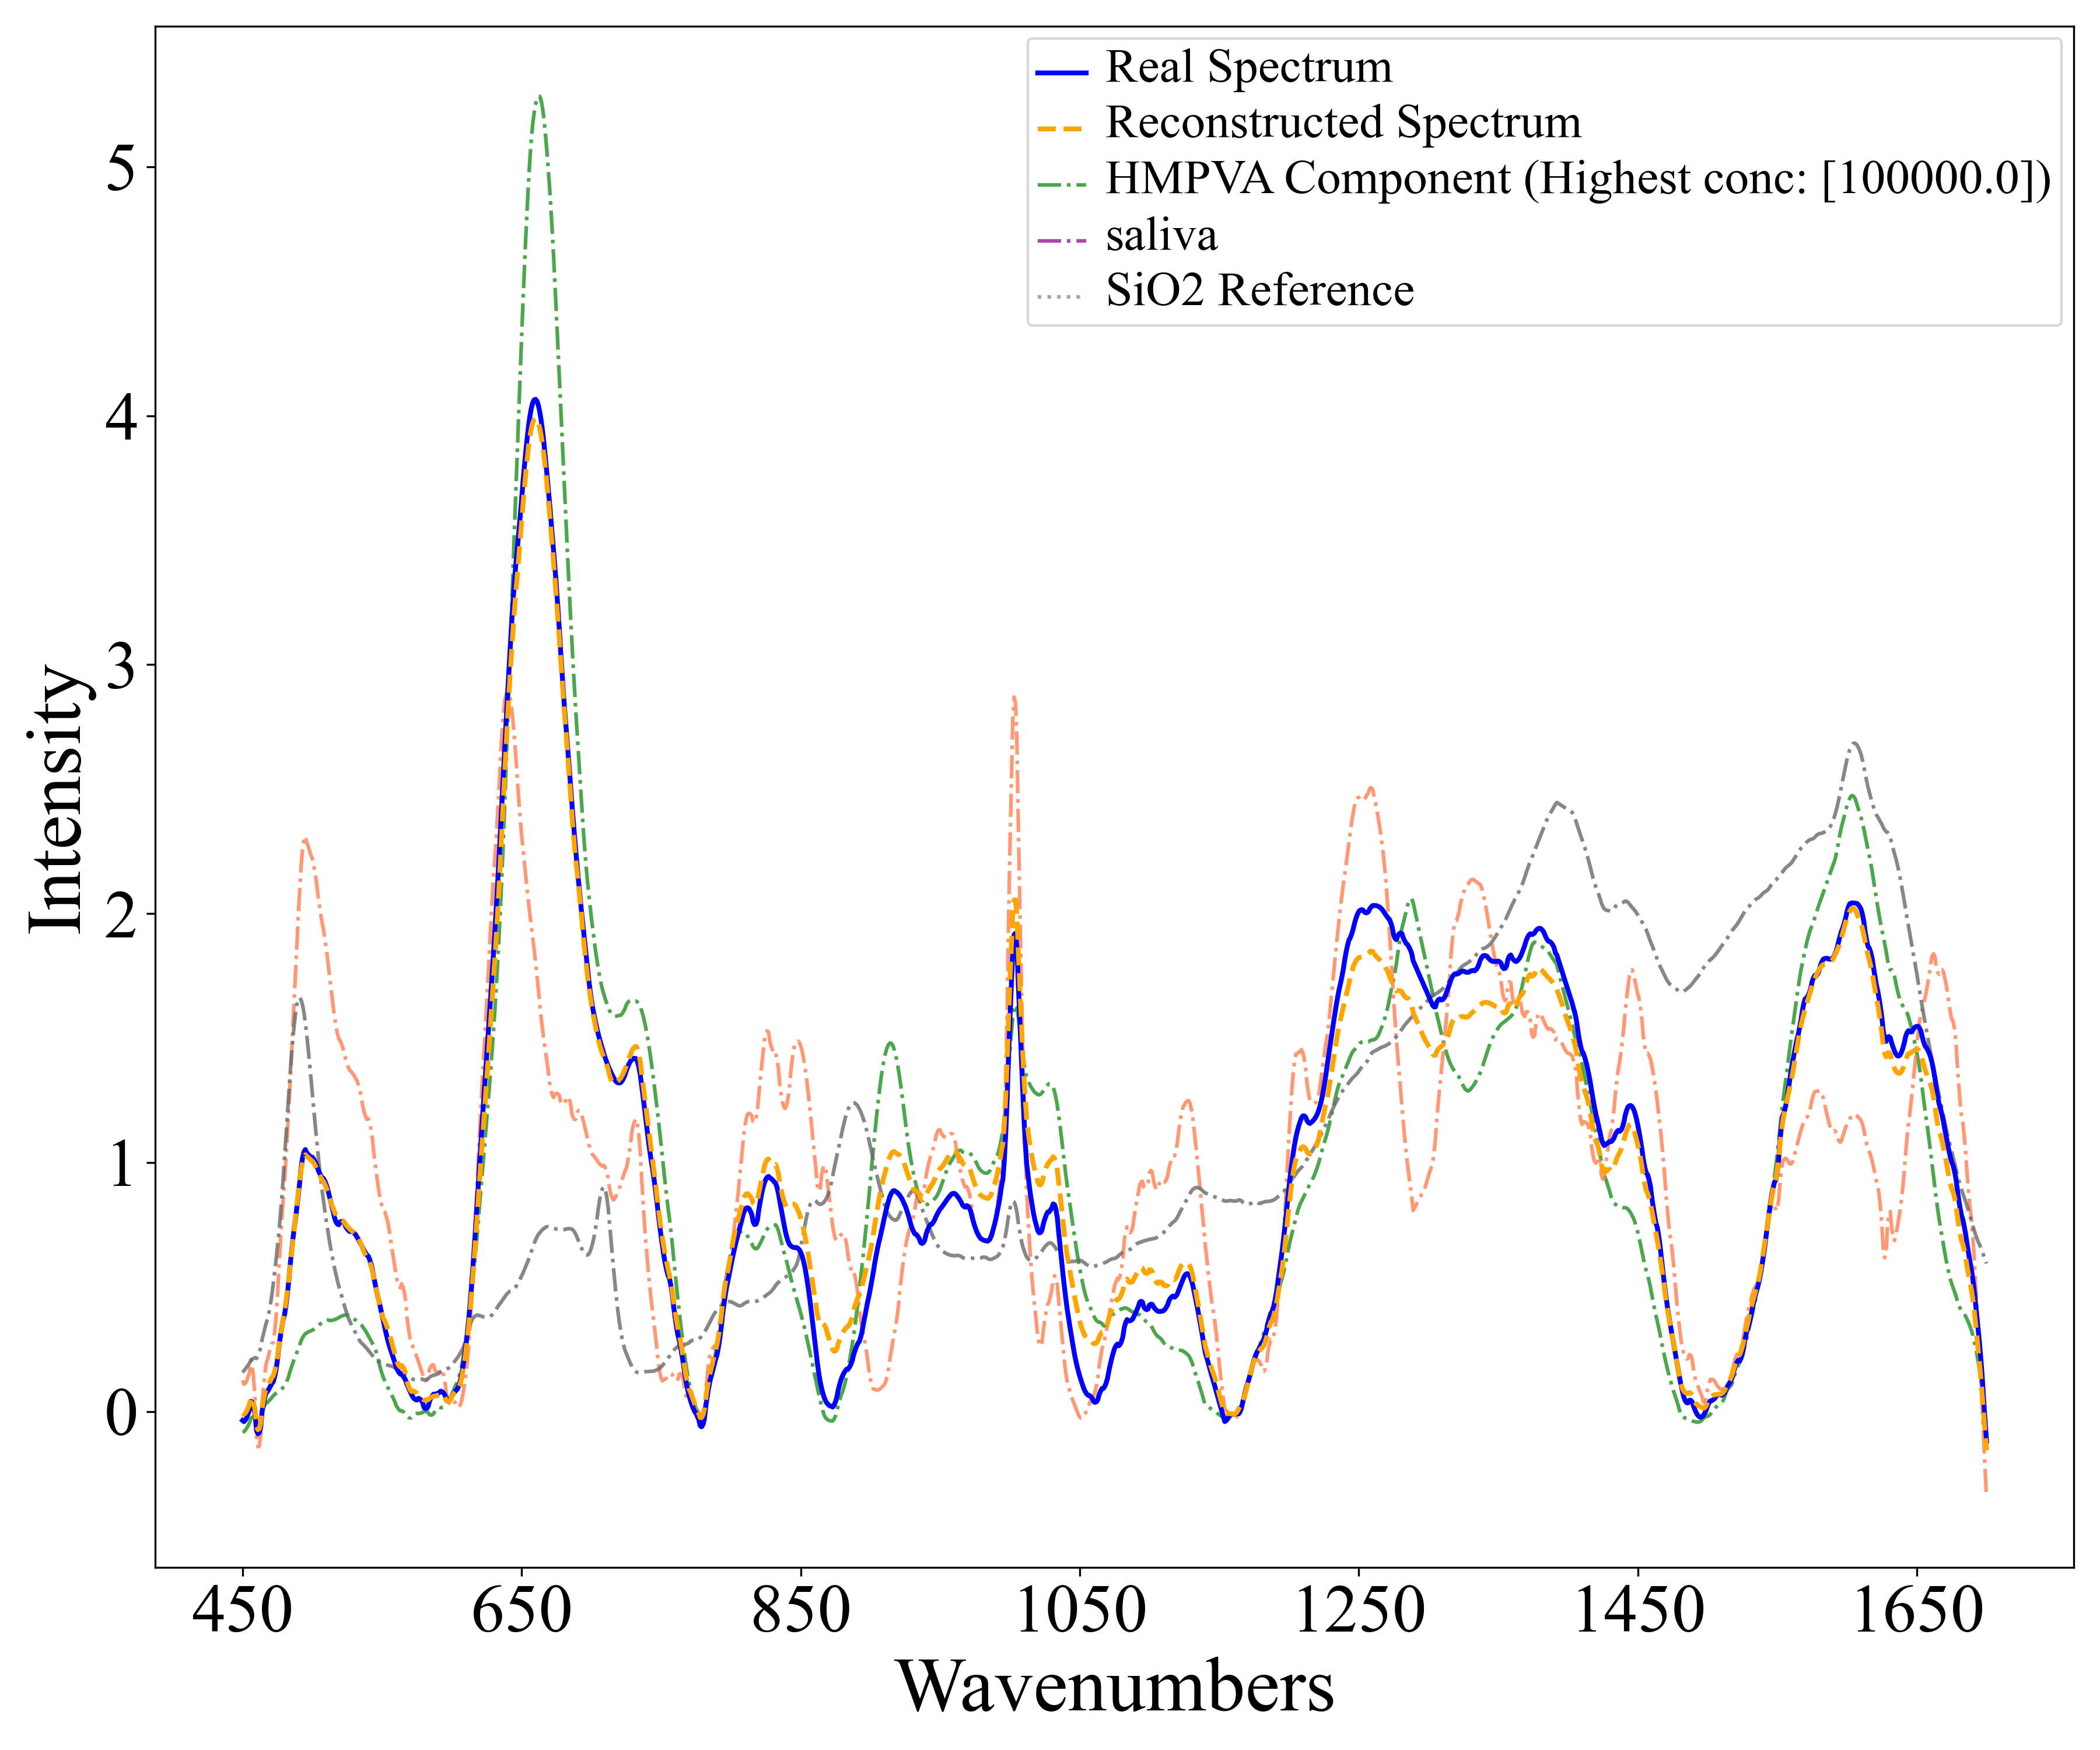 Real Spectrum
Reconstructed Spectrum
HMPVA Component (Highest conc: [100000.0])
saliva
SiO2 Reference
Intensity
5
4
3
2
1
0
450 650 850 1050 1250 1450 1650
Wavenumbers